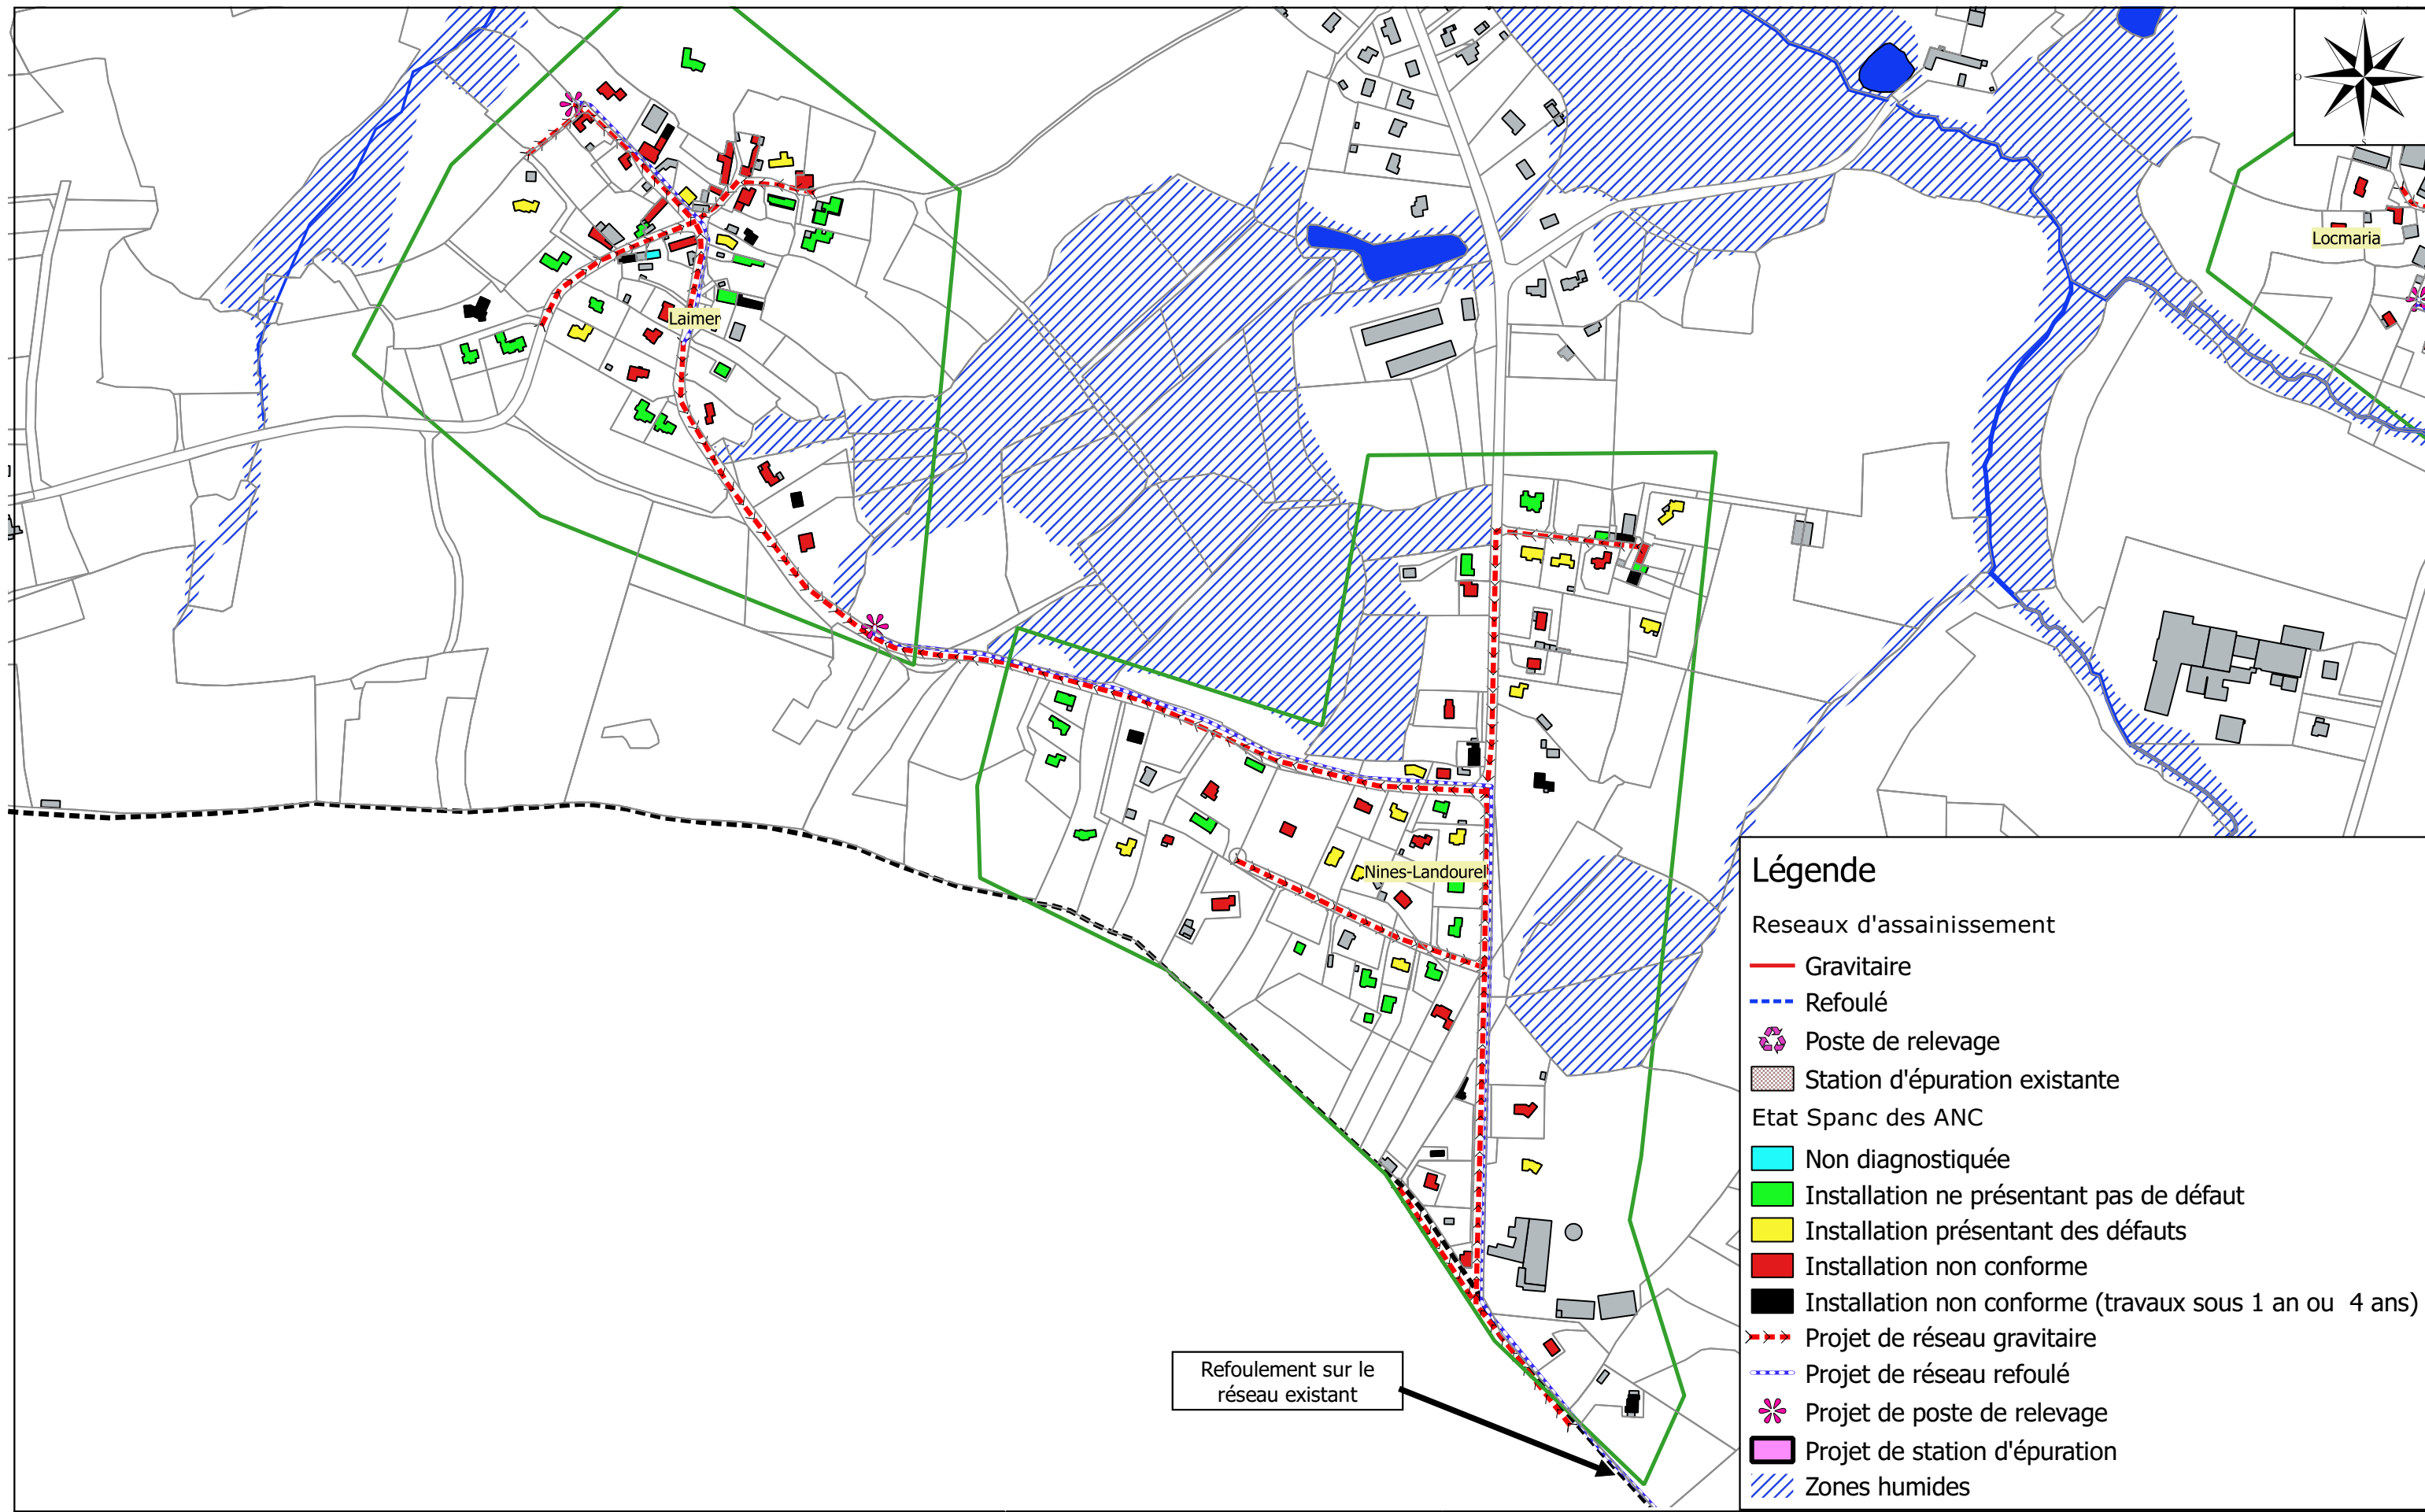 N
O
S
Locmaria
Laimer
Nines-Landourel
Refoulement sur le
réseau existant
Légende
Reseaux d'assainissement
Gravitaire
Refoulé
Poste de relevage
Station d'épuration existante
Etat Spanc des ANC
Non diagnostiquée
Installation ne présentant pas de défaut
Installation présentant des défauts
Installation non conforme
Installation non conforme (travaux sous 1 an ou  4 ans)
Projet de réseau gravitaire
Projet de réseau refoulé
Projet de poste de relevage
Projet de station d'épuration
Zones humides